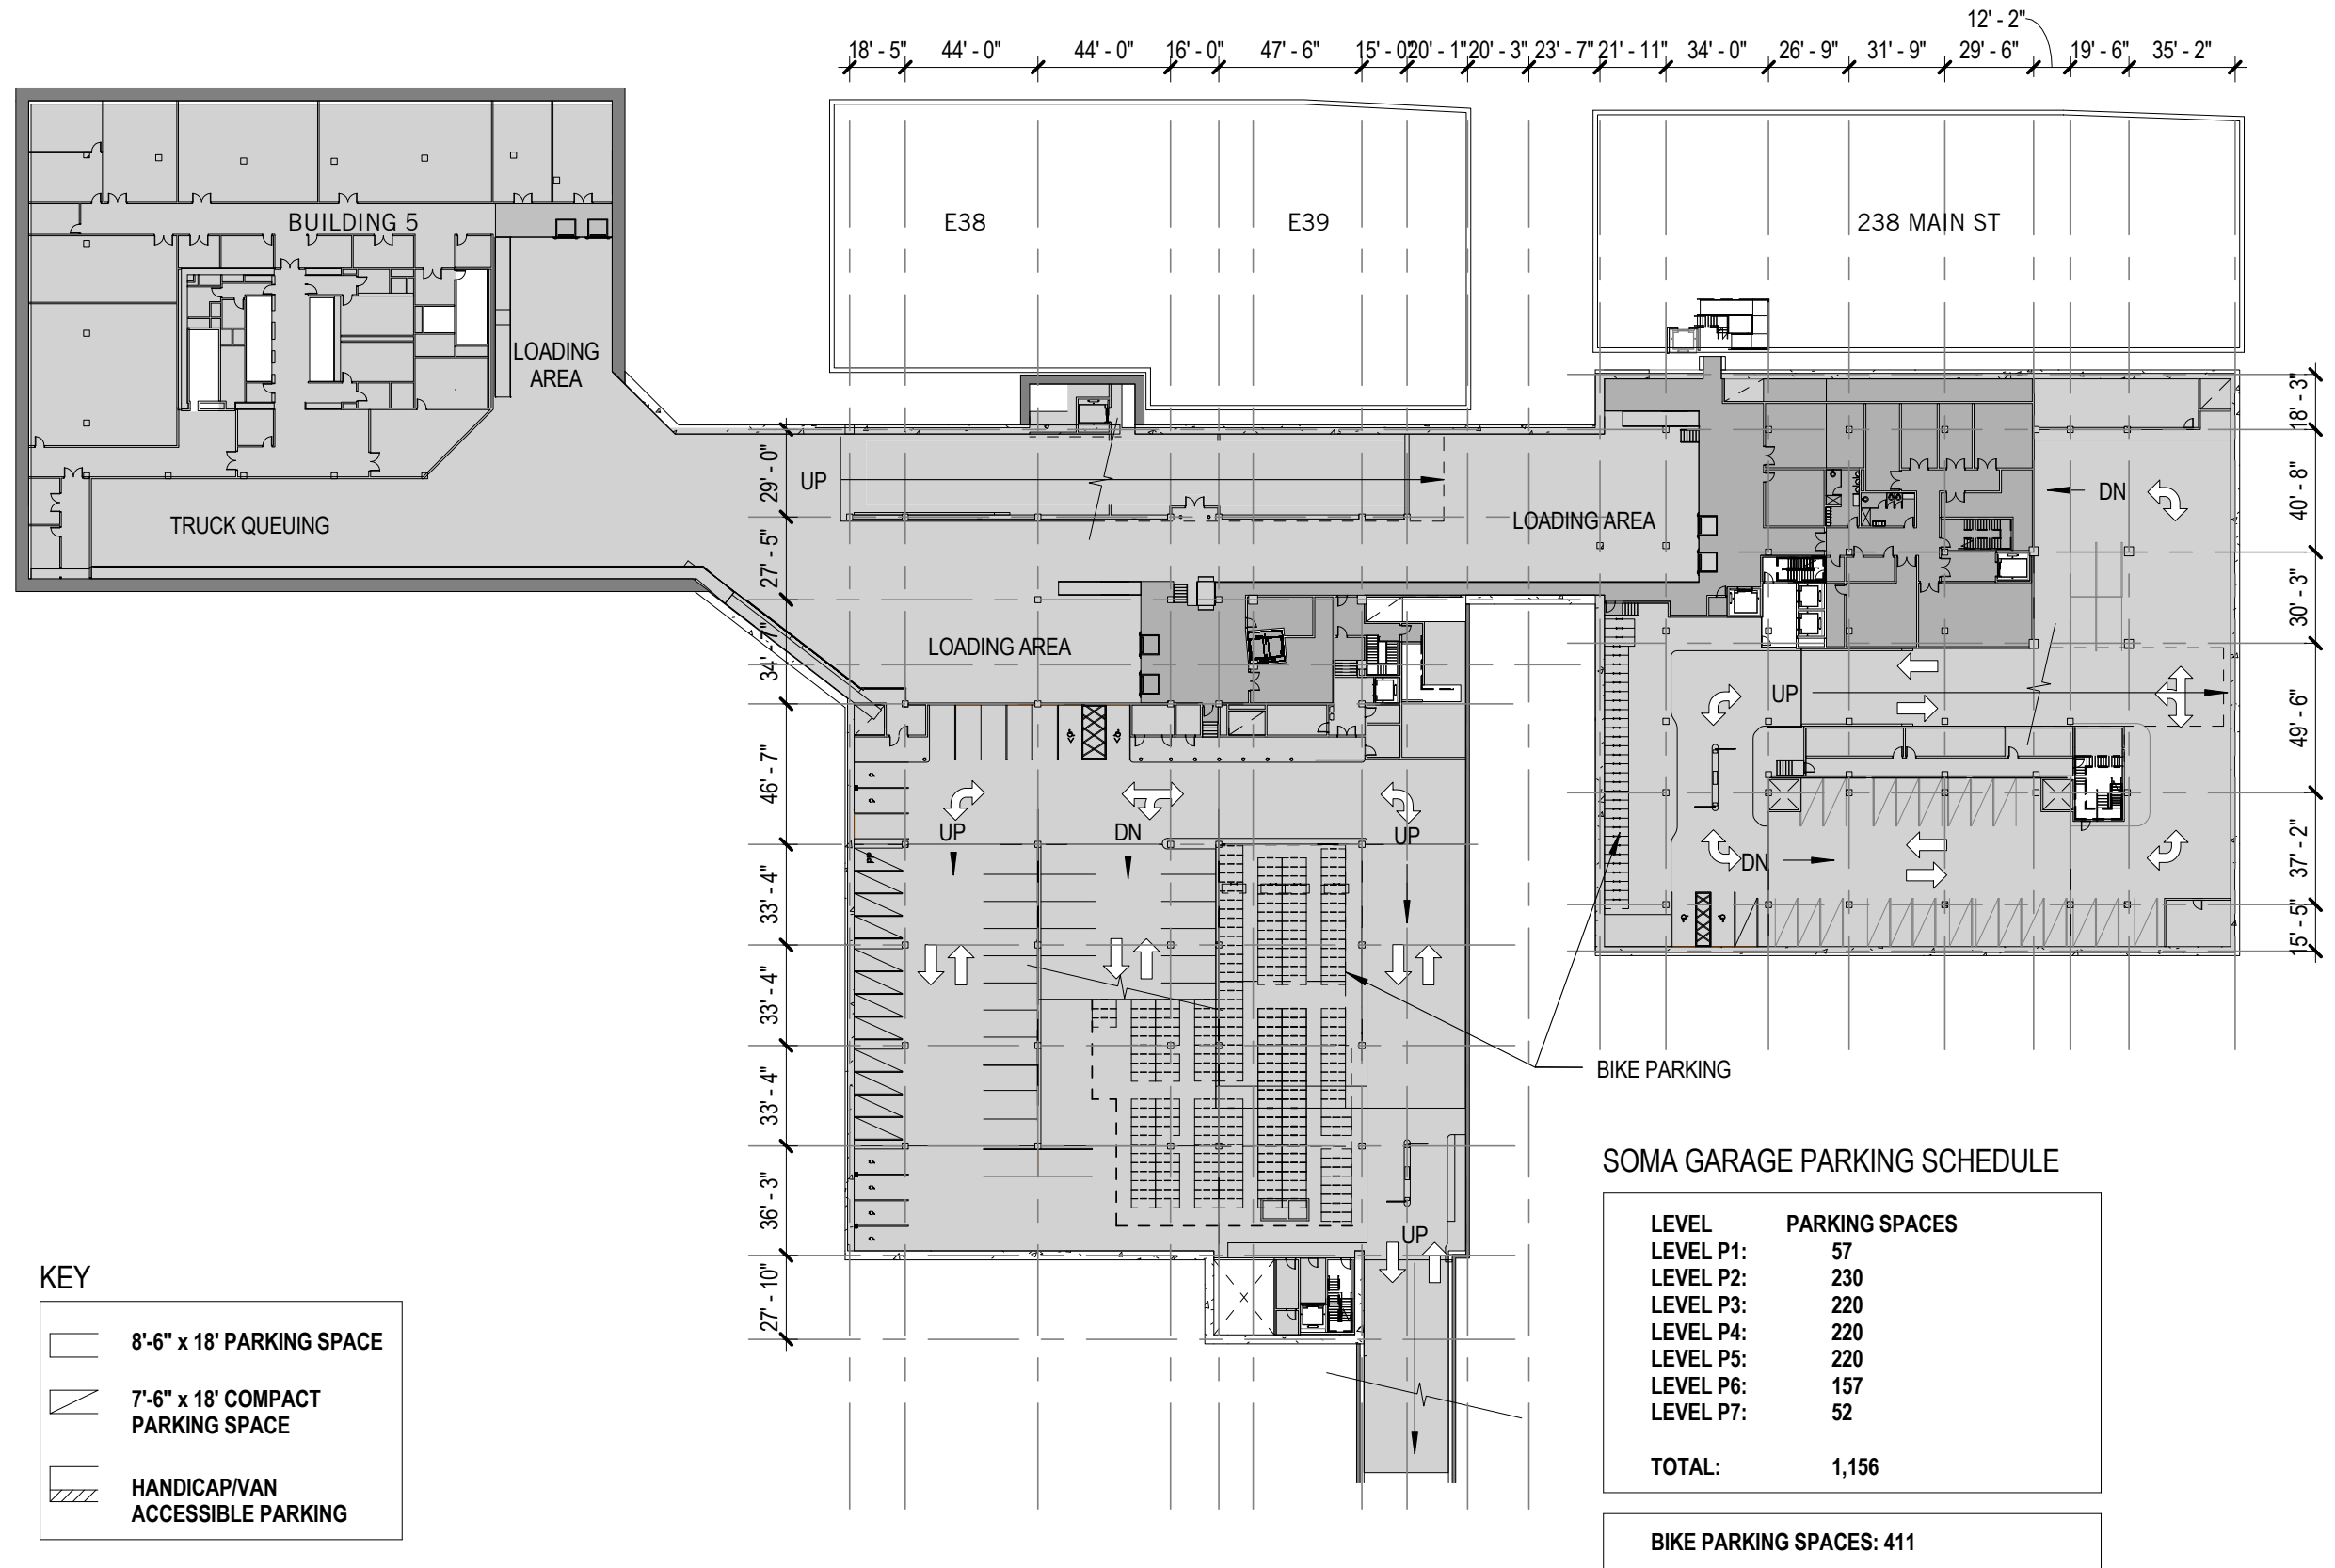 12' - 2"
18' - 5"
44' - 0"
44' - 0"
16' - 0"
47' - 6"
15' - 0"
20' - 1"
20' - 3"
23' - 7"
21' - 11"
34' - 0"
26' - 9"
31' - 9"
29' - 6"
19' - 6"
35' - 2"
BUILDING 5
E38
E39
238 MAIN ST
LOADING
AREA
TRUCK QUEUING
UP
LOADING AREA
DN
LOADING AREA
UP
UP
DN
UP
DN
UP
29' - 0"
27' - 5"
34' - 7"
46' - 7"
33' - 4"
33' - 4"
33' - 4"
36' - 3"
27' - 10"
18' - 3"
40' - 8"
30' - 3"
49' - 6"
37' - 2"
15' - 5"
BIKE PARKING
SOMA GARAGE PARKING SCHEDULE
LEVEL PARKING SPACES
LEVEL P1: 57
LEVEL P2: 230
LEVEL P3: 220
LEVEL P4: 220
LEVEL P5: 220
LEVEL P6: 157
LEVEL P7: 52
TOTAL: 1,156
BIKE PARKING SPACES: 411
KEY
8'-6" x 18' PARKING SPACE
7'-6" x 18' COMPACT
PARKING SPACE
HANDICAP/VAN
ACCESSIBLE PARKING